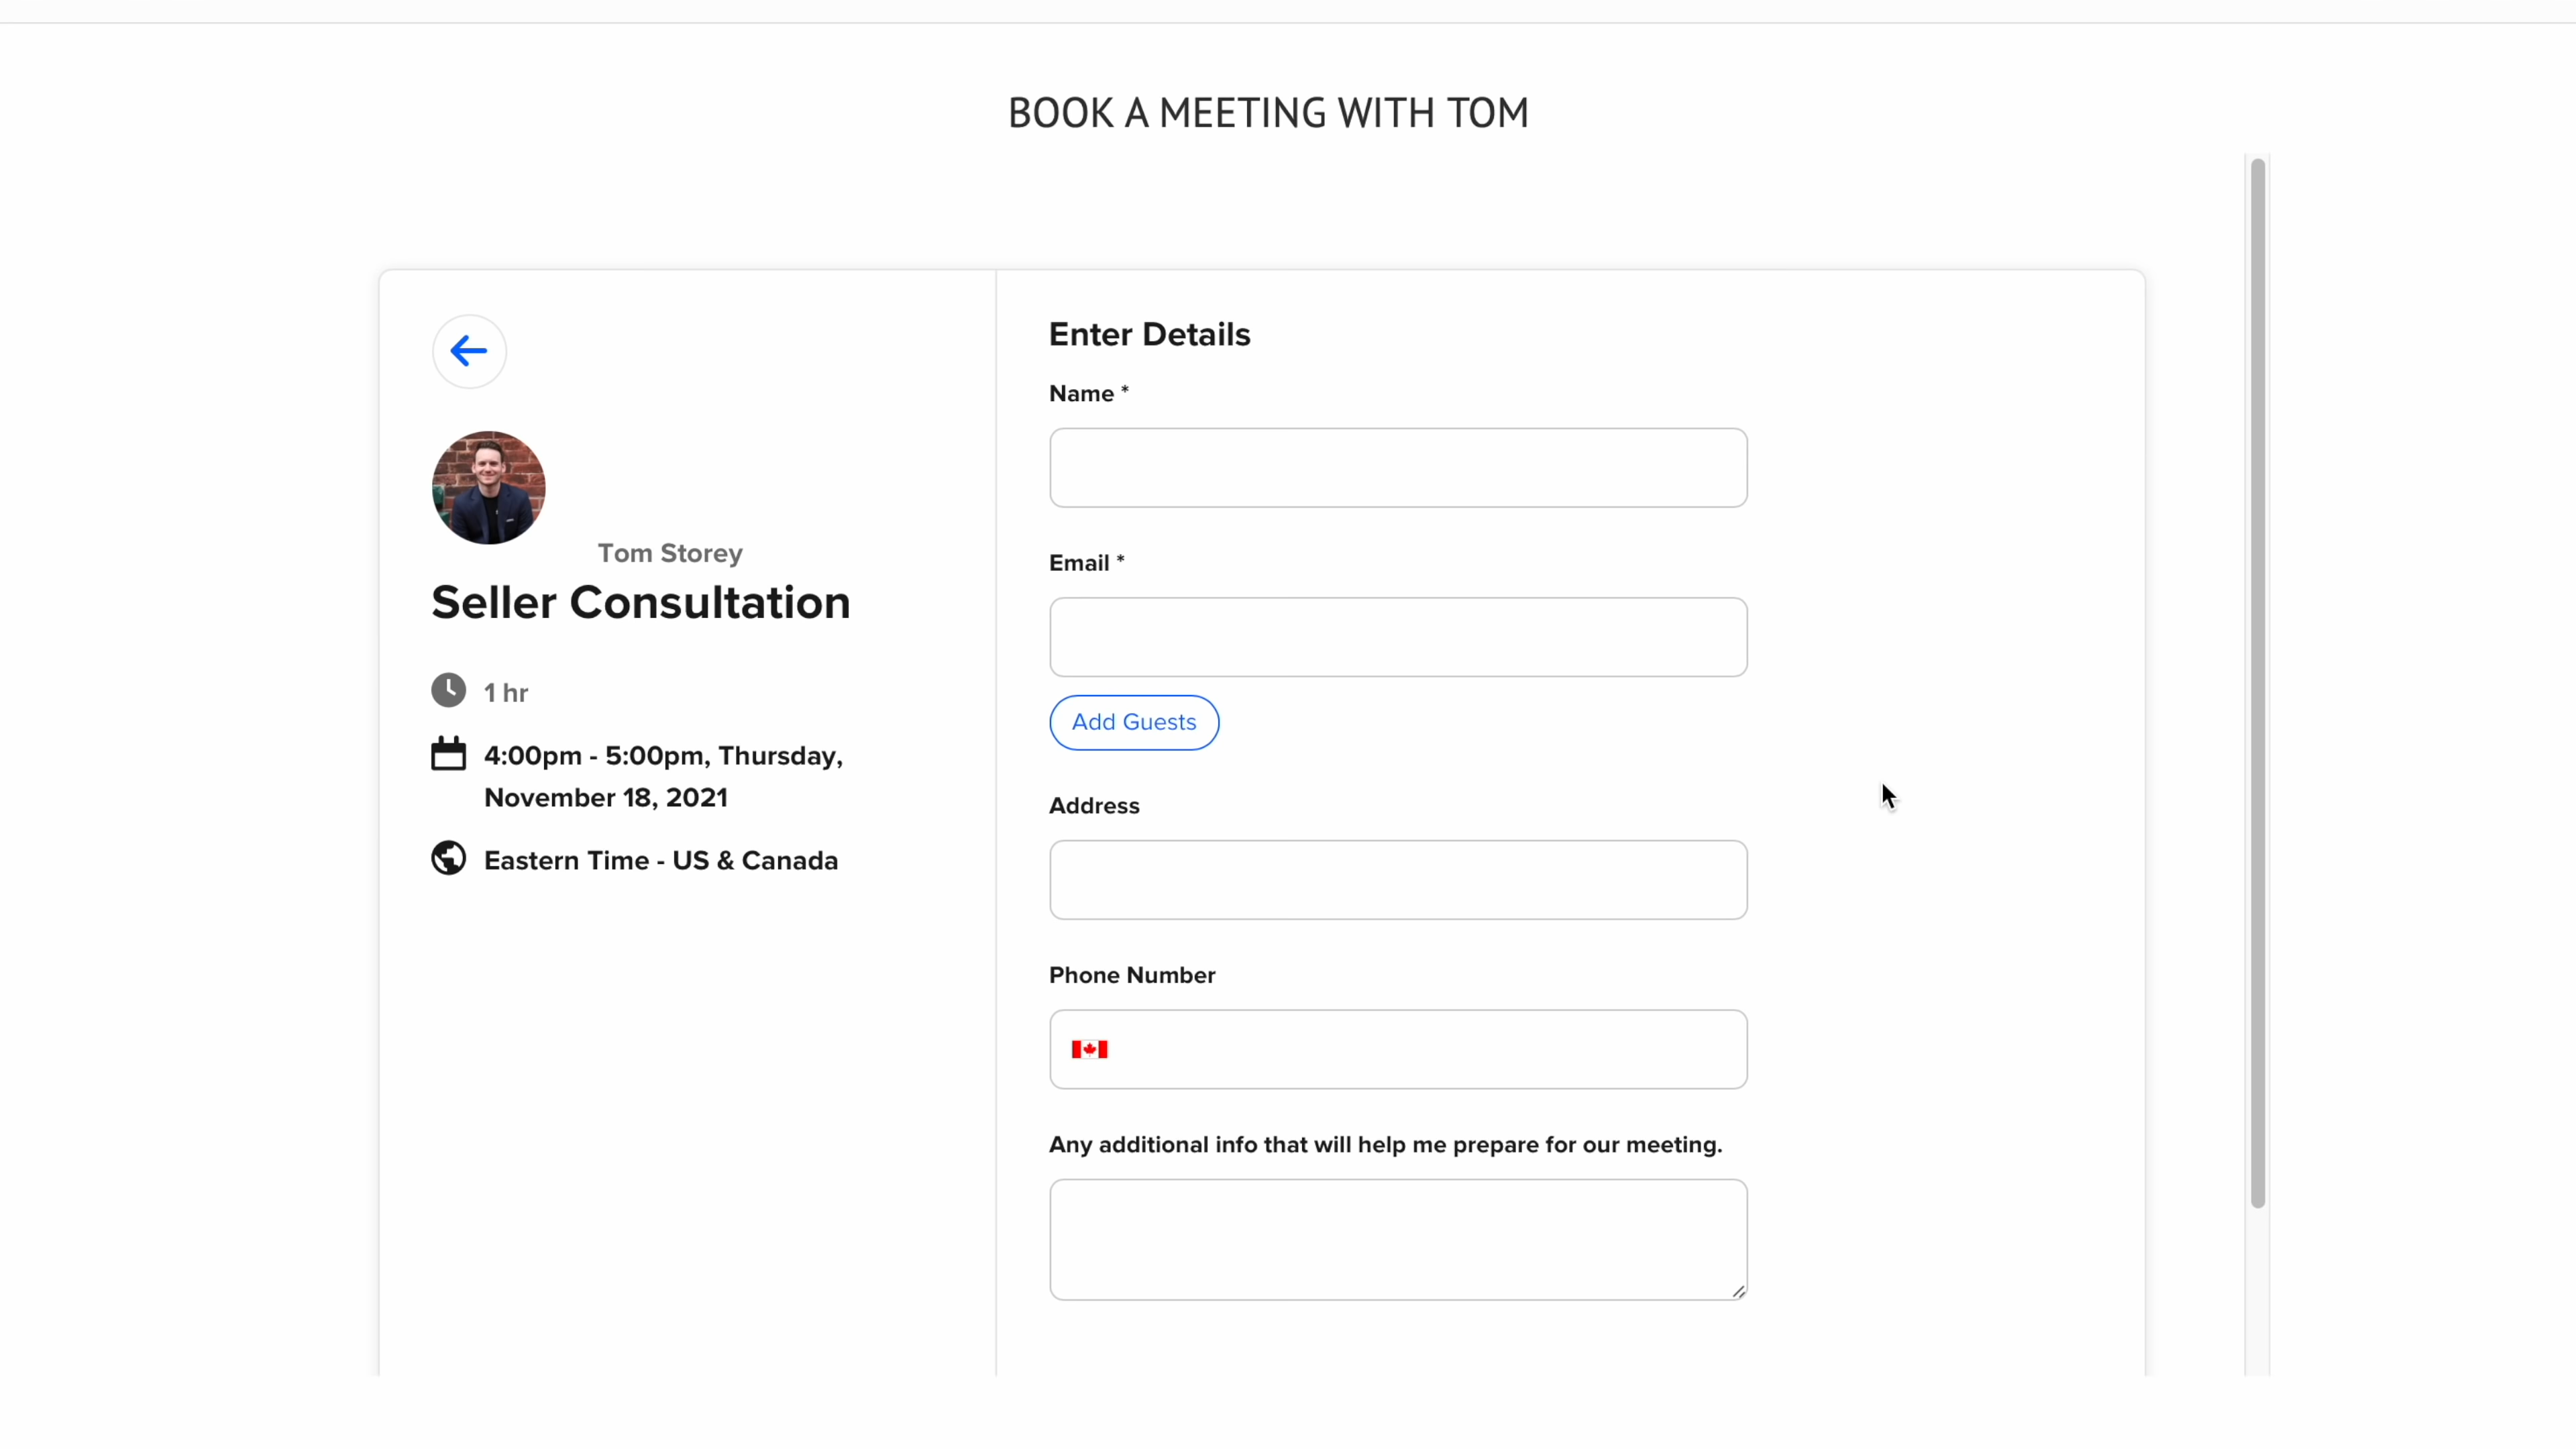 BOOK A MEETING WITH TOM
Tom Storey
Seller Consultation
1 hr
4:00pm - 5:00pm, Thursday,
November 18, 2021
Eastern Time - US & Canada
Enter Details
Name *
Email *
Add Guests
Address
Phone Number
Any additional info that will help me prepare for our meeting.